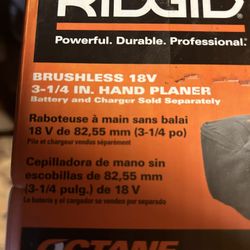 RIDGID
Powerful. Durable. Professional.
BRUSHLESS 18V
3-1/4 IN. HAND PLANER
Battery and Charger Sold Separately
Raboteuse à main sans balai
18 V de 82,55 mm (3-1/4 po)
Pile et chargeur vendus séparément
Cepilladora de mano sin
escobillas de 82,55 mm
(3-1/4 pulg.) de 18 V
La batería y el cargador se venden por separado
OCTANE